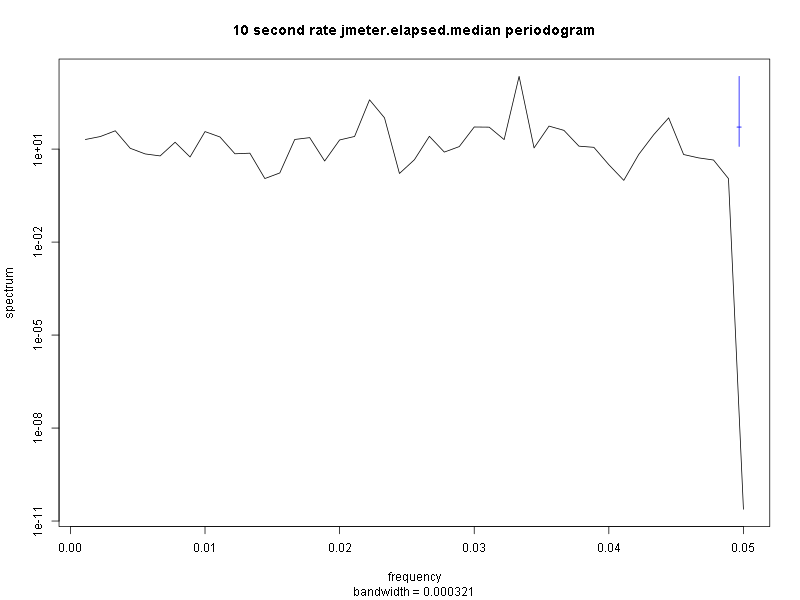 10 second rate jmeter.elapsed.median periodogram
1e+01
1e-02
1e-05
1e-08
1e-11
spectrum
0.00 0.01 0.02 0.03 0.04 0.05
frequency
bandwidth = 0.000321